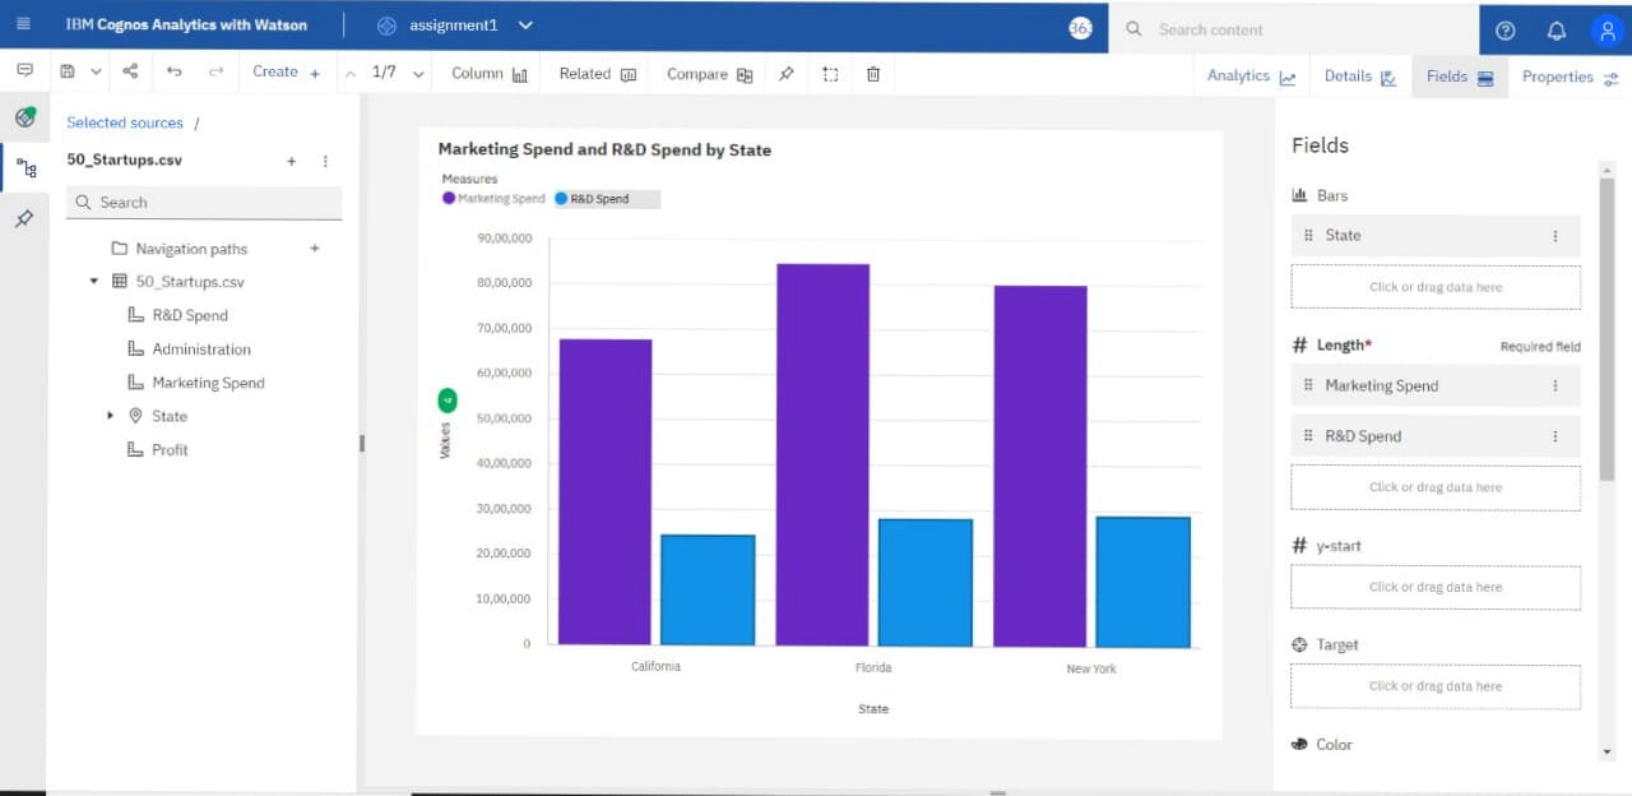 IBM Cognos Analytics with Watson
assignment1
Search content
Create +
1/7
Column
Related
Compare
Analytics
Details
Fields
Properties
Selected sources /
50_Startups.csv
Search
Navigation paths
50_Startups.csv
R&D Spend
Administration
Marketing Spend
State
Profit
Marketing Spend and R&D Spend by State
Measures
Marketing Spend
R&D Spend
90,00,000
80,00,000
70,00,000
60,00,000
50,00,000
40,00,000
30,00,000
20,00,000
10,00,000
0
Values
California
Florida
New York
State
Fields
Bars
State
Click or drag data here
# Length* Required field
Marketing Spend
R&D Spend
Click or drag data here
# y-start
Click or drag data here
Target
Click or drag data here
Color